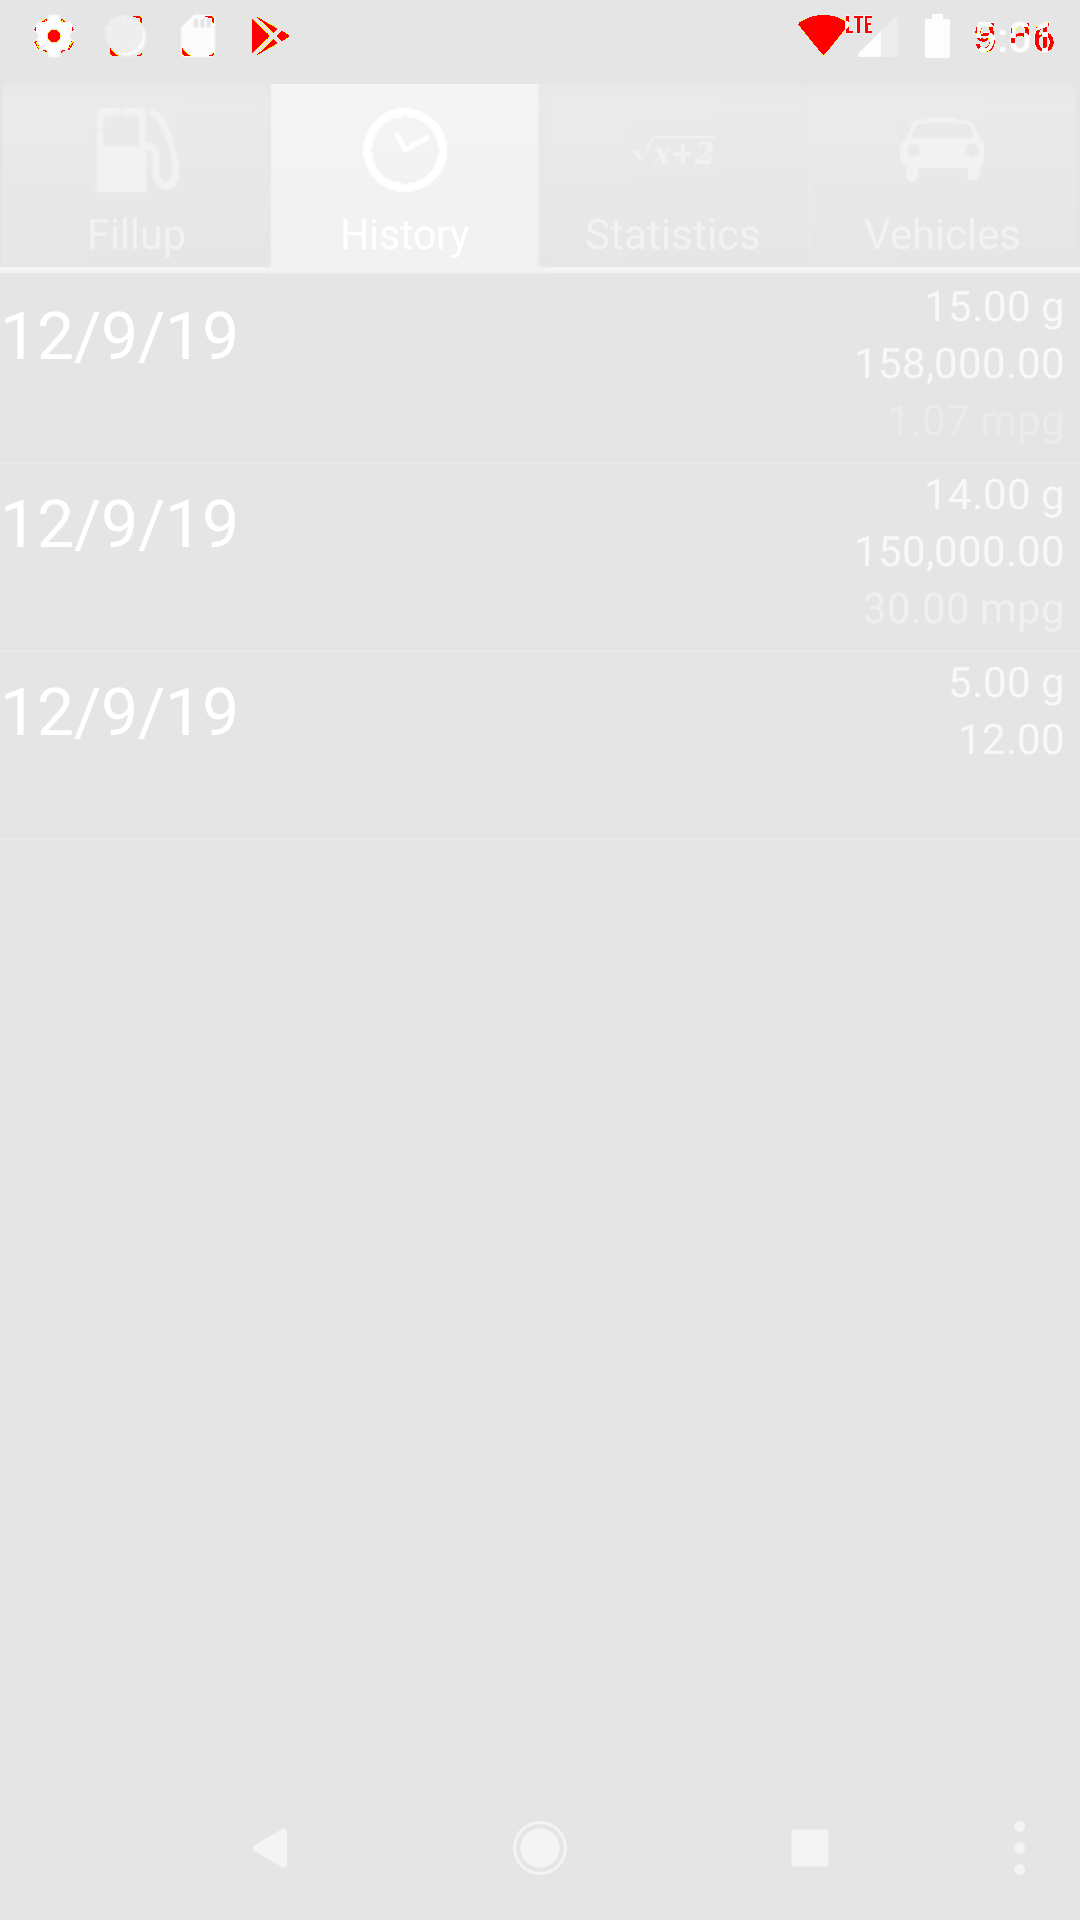 LTE
Fillup
History
√x+2
Statistics
Vehicles
12/9/19
15.00 g
158,000.00
1.07 mpg
12/9/19
14.00 g
150,000.00
30.00 mpg
12/9/19
5.00 g
12.00